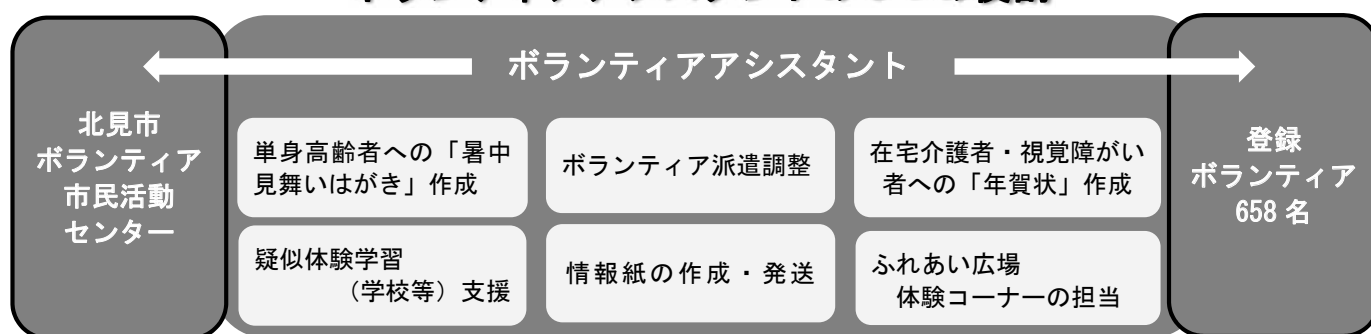 ボランティアアシスタント
北見市
ボランティア
市民活動
センター
単身高齢者への「暑中
見舞いはがき」作成
ボランティア派遣調整
在宅介護者・視覚障がい
者への「年賀状」作成
疑似体験学習
(学校等)支援
情報紙の作成・発送
ふれあい広場
体験コーナーの担当
登録
ボランティア
658 名